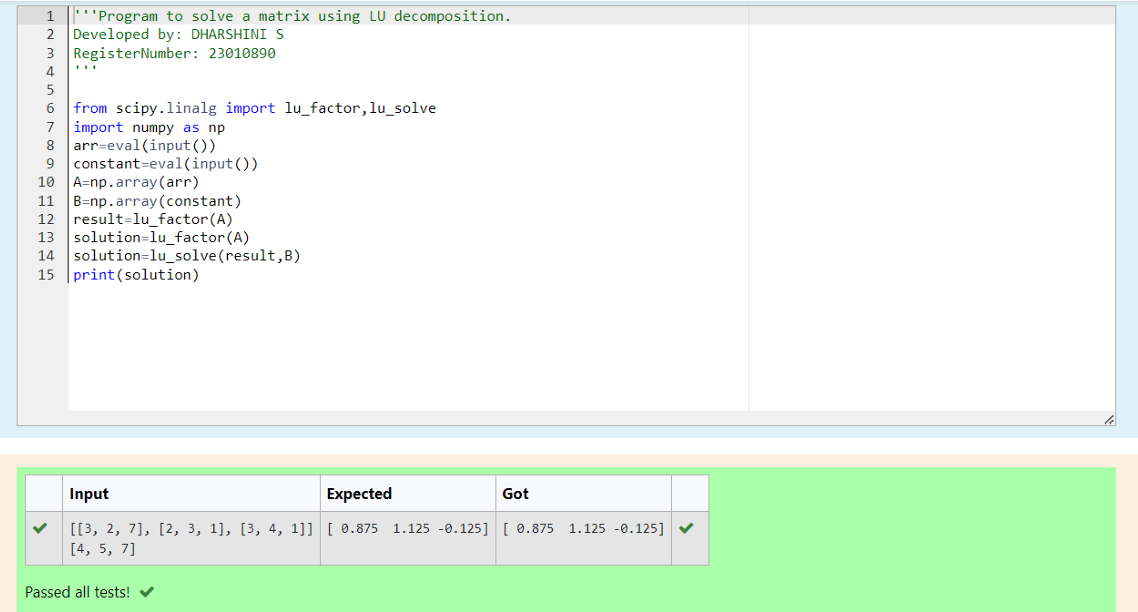 1 '''Program to solve a matrix using LU decomposition.
2 Developed by: DHARSHINI S
3 RegisterNumber: 23010890
4 '''
5
6 from scipy.linalg import lu_factor,lu_solve
7 import numpy as np
8 arr=eval(input())
9 constant=eval(input())
10 A=np.array(arr)
11 B=np.array(constant)
12 result=lu_factor(A)
13 solution=lu_factor(A)
14 solution=lu_solve(result,B)
15 print(solution)
Input Expected Got
[[3, 2, 7], [2, 3, 1], [3, 4, 1]] [ 0.875  1.125 -0.125] [ 0.875  1.125 -0.125]
[4, 5, 7]
Passed all tests!